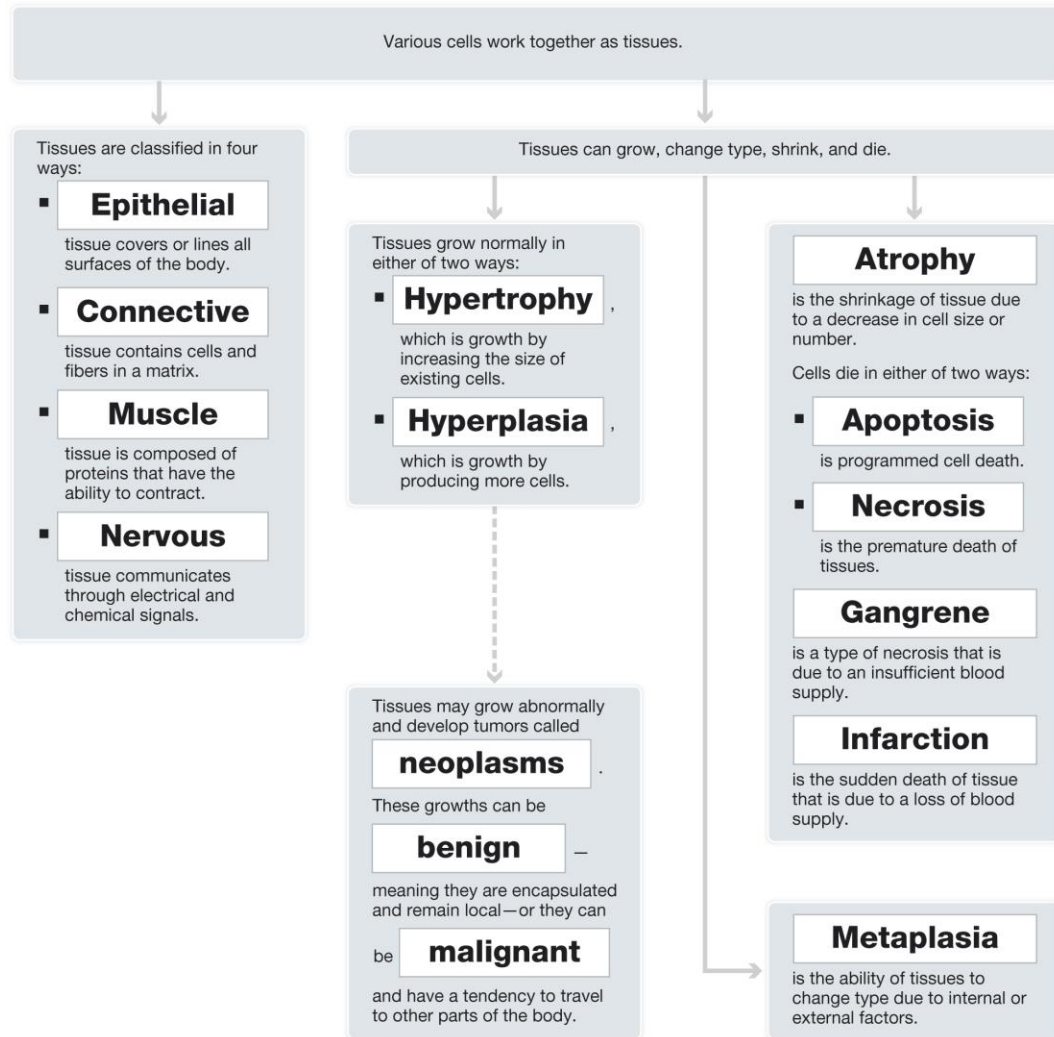 Various cells work together as tissues.
Tissues are classified in four
ways:
▪ Epithelial
tissue covers or lines all
surfaces of the body.
▪ Connective
tissue contains cells and
fibers in a matrix.
▪ Muscle
tissue is composed of
proteins that have the
ability to contract.
▪ Nervous
tissue communicates
through electrical and
chemical signals.
Tissues can grow, change type, shrink, and die.
Tissues grow normally in
either of two ways:
▪ Hypertrophy ,
which is growth by
increasing the size of
existing cells.
▪ Hyperplasia ,
which is growth by
producing more cells.
Tissues may grow abnormally
and develop tumors called
neoplasms .
These growths can be
benign —
meaning they are encapsulated
and remain local—or they can
be malignant
and have a tendency to travel
to other parts of the body.
Atrophy
is the shrinkage of tissue due
to a decrease in cell size or
number.
Cells die in either of two ways:
▪ Apoptosis
is programmed cell death.
▪ Necrosis
is the premature death of
tissues.
Gangrene
is a type of necrosis that is
due to an insufficient blood
supply.
Infarction
is the sudden death of tissue
that is due to a loss of blood
supply.
Metaplasia
is the ability of tissues to
change type due to internal or
external factors.